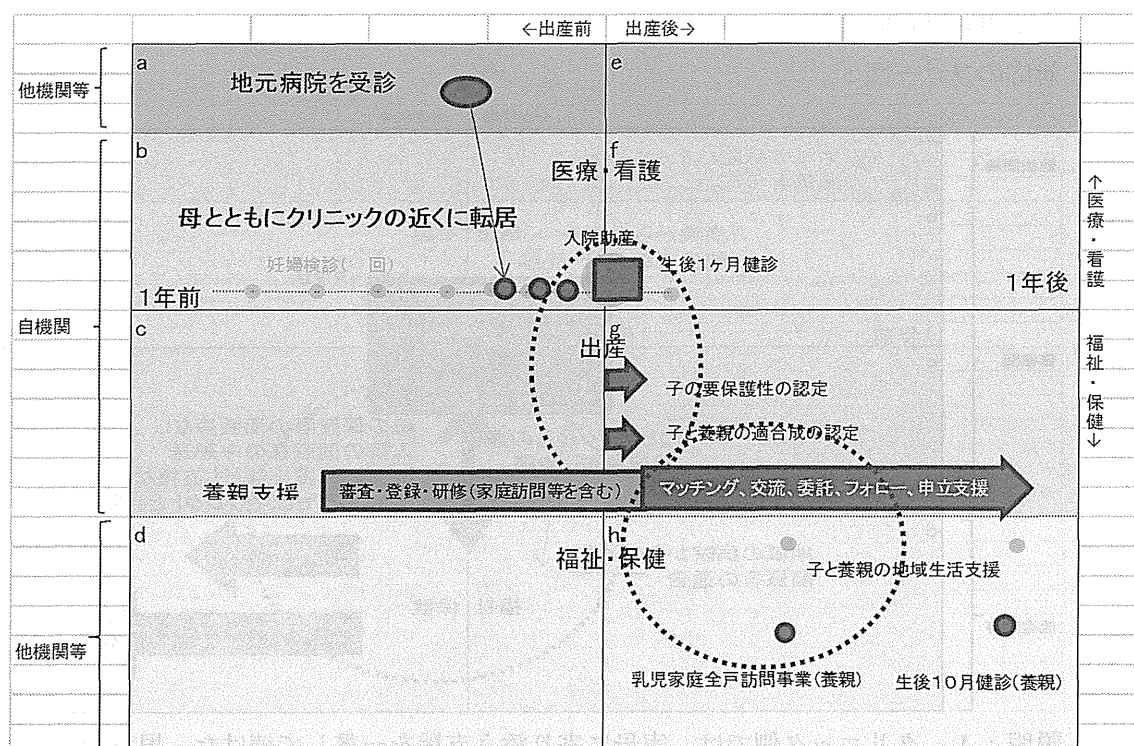 ←出産前 出産後→
a
e
他機関等
地元病院を受診
b
f
医療・看護
母とともにクリニックの近くに転居
入院助産
妊婦検診( 回)
生後1ヶ月健診
1年前
1年後
↑医療・看護
自機関
c
g
出産
福祉・保健↓
子の要保護性の認定
子と養親の適合成の認定
養親支援
審査・登録・研修(家庭訪問等を含む)
マッチング、交流、委託、フォロー、申立支援
d
h
福祉・保健
子と養親の地域生活支援
他機関等
乳児家庭全戸訪問事業(養親)
生後10月健診(養親)